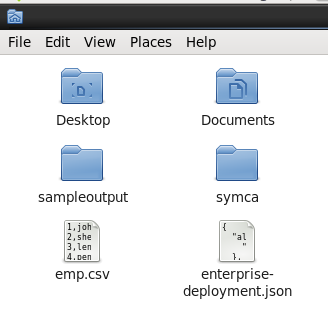 File Edit View Places Help
Desktop Documents
sampleoutput symca
1,joh
2,she
3,len
4,pen
{
"al
"
},
emp.csv enterprise-
deployment.json